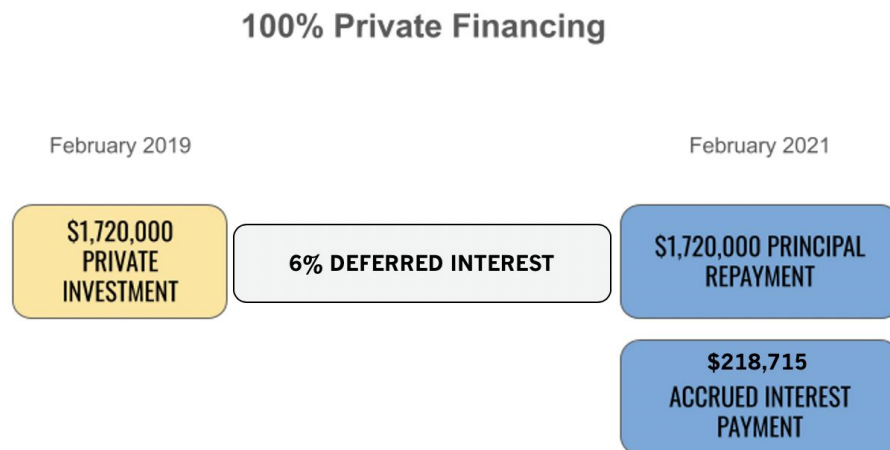 100% Private Financing
February 2019
February 2021
$1,720,000
PRIVATE
INVESTMENT
6% DEFERRED INTEREST
$1,720,000 PRINCIPAL
REPAYMENT
$218,715
ACCRUED INTEREST
PAYMENT